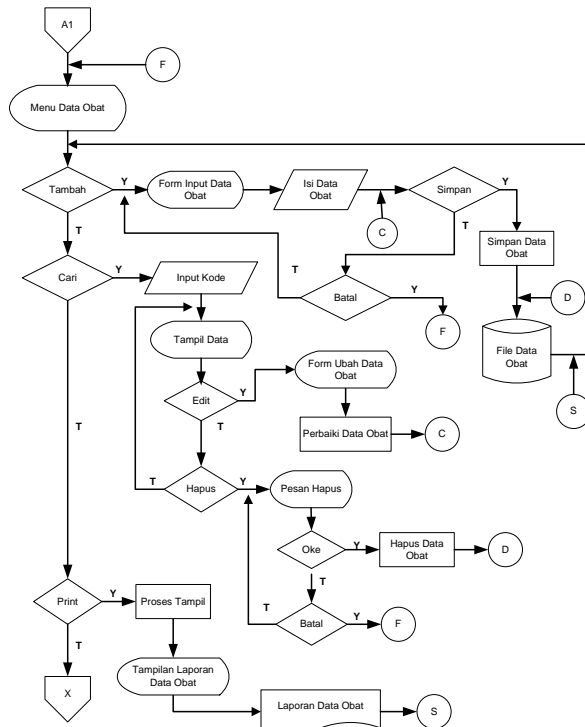 A1
F
Menu Data Obat
Tambah
Y
Form Input Data
Obat
Isi Data
Obat
Simpan
Y
T
C
T
Simpan Data
Obat
Cari
Y
Input Kode
T
Batal
Y
D
F
Tampil Data
File Data
Obat
Form Ubah Data
Obat
S
Edit
Y
T
Perbaiki Data Obat
C
T
T
Hapus
Y
Pesan Hapus
Oke
Y
Hapus Data
Obat
D
T
Print
Y
Proses Tampil
T
Batal
Y
F
T
Tampilan Laporan
Data Obat
X
Laporan Data Obat
S